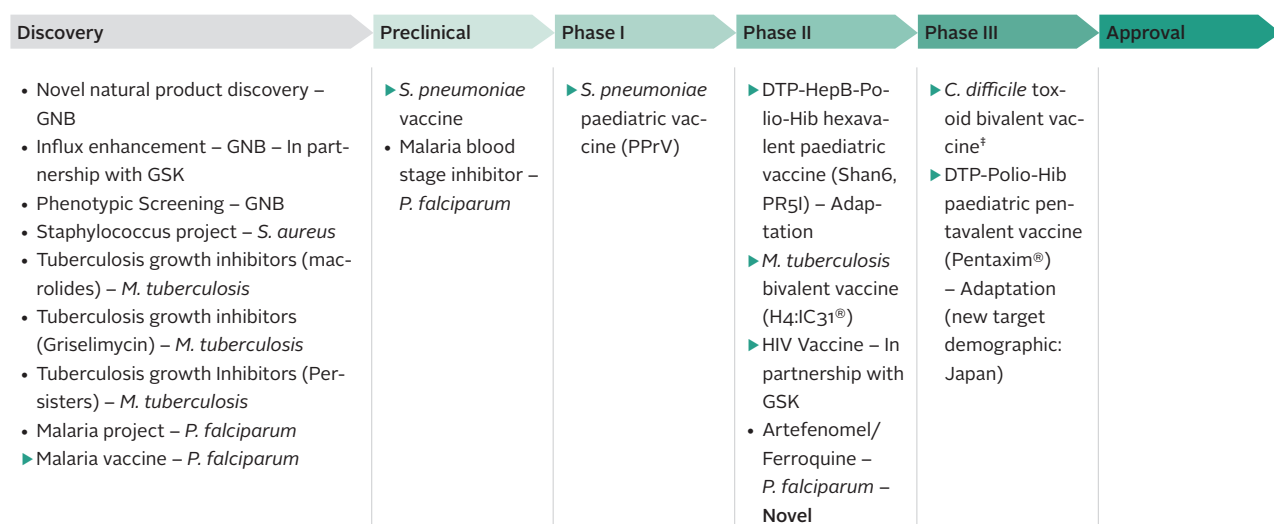 Discovery
Preclinical
Phase I
Phase II
Phase III
Approval
• Novel natural product discovery –
GNB
• Influx enhancement – GNB – In part-
nership with GSK
• Phenotypic Screening – GNB
• Staphylococcus project – S. aureus
• Tuberculosis growth inhibitors (mac-
rolides) – M. tuberculosis
• Tuberculosis growth inhibitors
(Griselimycin) – M. tuberculosis
• Tuberculosis growth Inhibitors (Per-
sisters) – M. tuberculosis
• Malaria project – P. falciparum
▶ Malaria vaccine – P. falciparum
▶ S. pneumoniae
vaccine
• Malaria blood
stage inhibitor –
P. falciparum
▶ S. pneumoniae
paediatric vac-
cine (PPrV)
▶ DTP-HepB-Po-
lio-Hib hexava-
lent paediatric
vaccine (Shan6,
PR5I) – Adap-
tation
▶ M. tuberculosis
bivalent vaccine
(H4:IC31®)
▶ HIV Vaccine – In
partnership with
GSK
• Artefenomel/
Ferroquine –
P. falciparum –
Novel
▶ C. difficile tox-
oid bivalent vac-
cine‡
▶ DTP-Polio-Hib
paediatric pen-
tavalent vaccine
(Pentaxim®)
– Adaptation
(new target
demographic:
Japan)